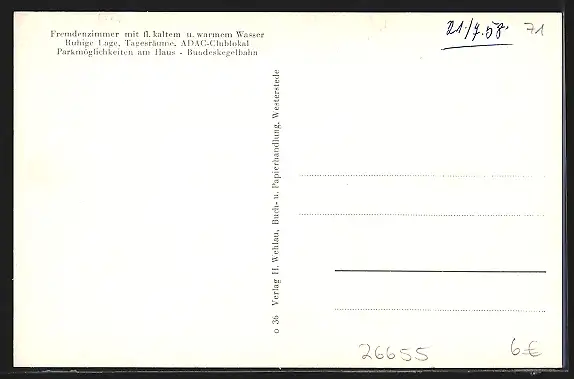 Fremdenzimmer mit fl. kaltem u. warmem Wasser
Ruhige Lage, Tagesräume, ADAC-Clublokal
Parkmöglichkeiten am Haus - Bundeskegelbahn
21./7.58.
71
o 36 Verlag H. Wehlau, Buch- u. Papierhandlung, Westerstede
26655
6€